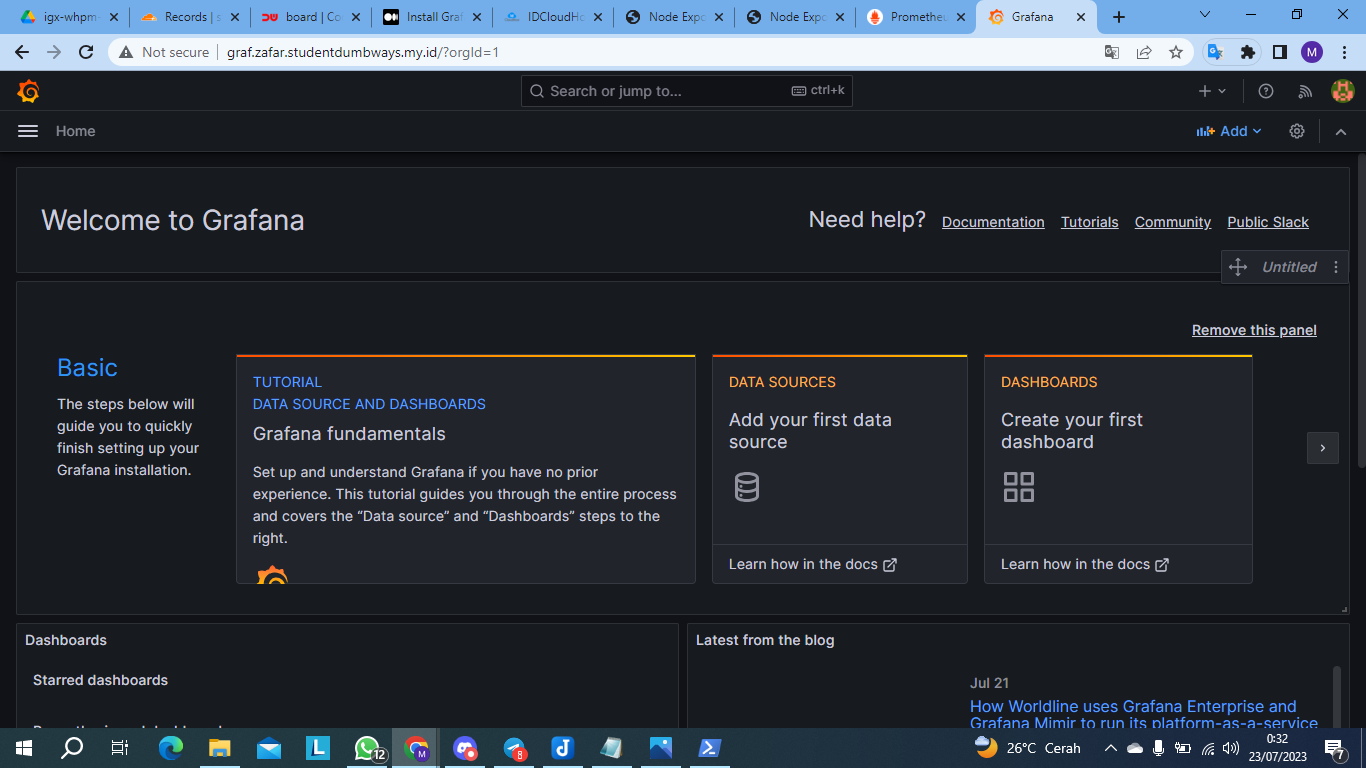 igx-whpm-
Records | s
board | Co
Install Graf
IDCloudHo
Node Expo
Node Expo
Prometheu
Grafana
Not secure
graf.zafar.studentdumbways.my.id/?orgId=1
M
Search or jump to...
ctrl+k
Home
Add
Welcome to Grafana
Need help?
Documentation
Tutorials
Community
Public Slack
Untitled
Remove this panel
Basic
The steps below will
guide you to quickly
finish setting up your
Grafana installation.
TUTORIAL
DATA SOURCE AND DASHBOARDS
Grafana fundamentals
Set up and understand Grafana if you have no prior
experience. This tutorial guides you through the entire process
and covers the “Data source” and “Dashboards” steps to the
right.
DATA SOURCES
Add your first data
source
Learn how in the docs
DASHBOARDS
Create your first
dashboard
Learn how in the docs
Dashboards
Starred dashboards
Latest from the blog
Jul 21
How Worldline uses Grafana Enterprise and
Grafana Mimir to run its platform-as-a-service
L
12
M
8
26°C Cerah
0:32
23/07/2023
7